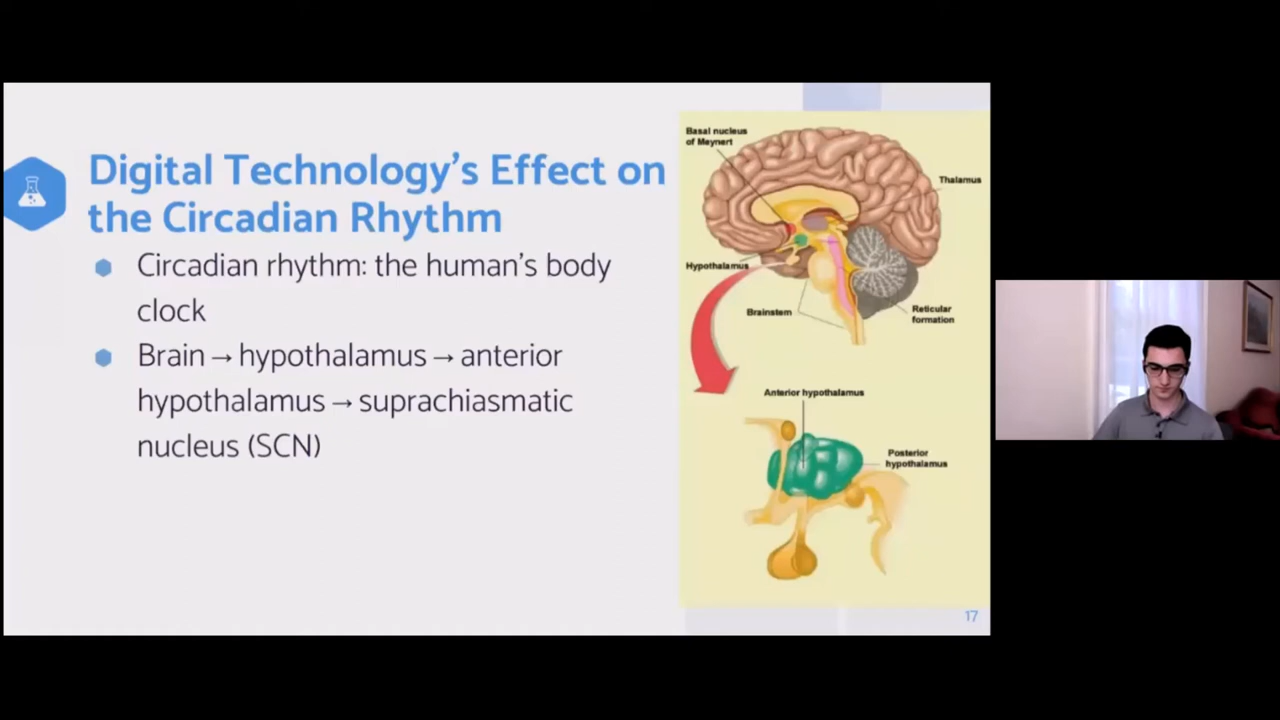 Digital Technology's Effect on
the Circadian Rhythm
Circadian rhythm: the human's body
clock
Brain→hypothalamus→anterior
hypothalamus→suprachiasmatic
nucleus (SCN)
Basal nucleus
of Meynert
Thalamus
Hypothalamus
Brainstem
Reticular
formation
Anterior hypothalamus
Posterior
hypothalamus
17